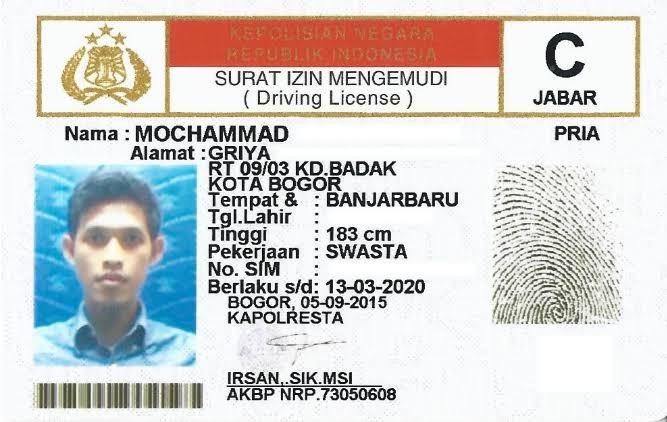 KEPOLISIAN NEGARA
REPUBLIK INDONESIA
SURAT IZIN MENGEMUDI
( Driving License )
C
JABAR
Nama : MOCHAMMAD
PRIA
Alamat : GRIYA
RT 09/03 KD.BADAK
KOTA BOGOR
Tempat & : BANJARBARU
Tgl.Lahir :
Tinggi : 183 cm
Pekerjaan : SWASTA
No. SIM :
Berlaku s/d: 13-03-2020
BOGOR, 05-09-2015
KAPOLRESTA
IRSAN,.SIK.MSI
AKBP NRP.73050608